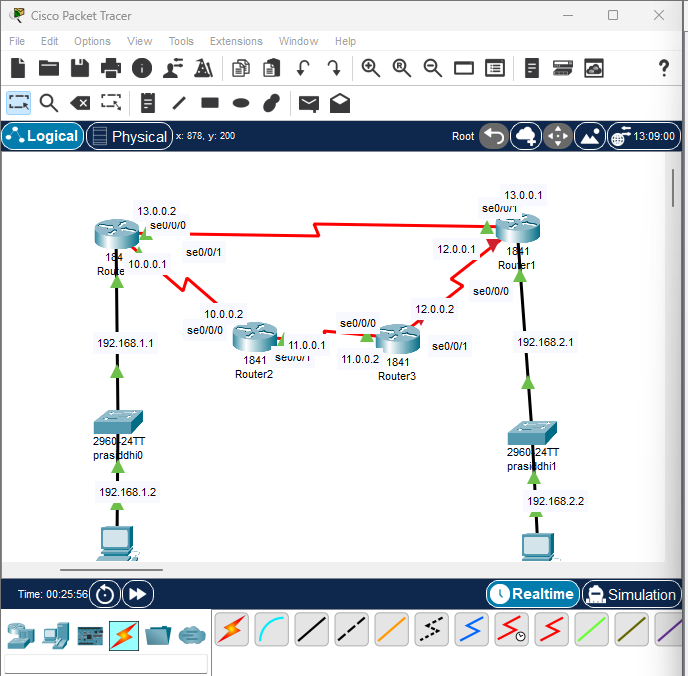 Cisco Packet Tracer
File Edit Options View Tools Extensions Window Help
Logical Physical x: 878, y: 200 Root 13:09:00
13.0.0.1
13.0.0.2
se0/0/1
se0/0/0
184
Route
10.0.0.1
se0/0/1
12.0.0.1
1841
Router1
se0/0/0
10.0.0.2
12.0.0.2
se0/0/0
se0/0/0
192.168.1.1
11.0.0.1
192.168.2.1
se0/0/1
se0/0/1
11.0.0.2
1841
Router2
1841
Router3
2960-24TT
prasiddhi0
2960-24TT
prasiddhi1
192.168.1.2
192.168.2.2
Time: 00:25:56 Realtime Simulation